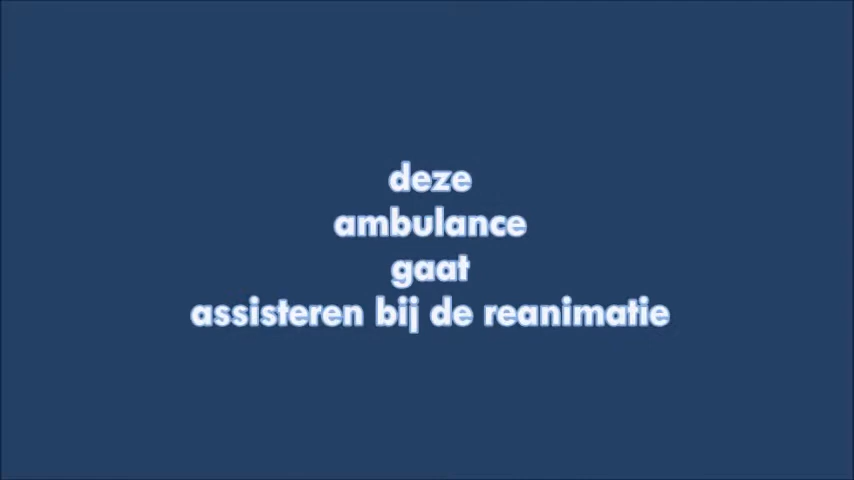 deze
ambulance
gaat
assisteren bij de reanimatie